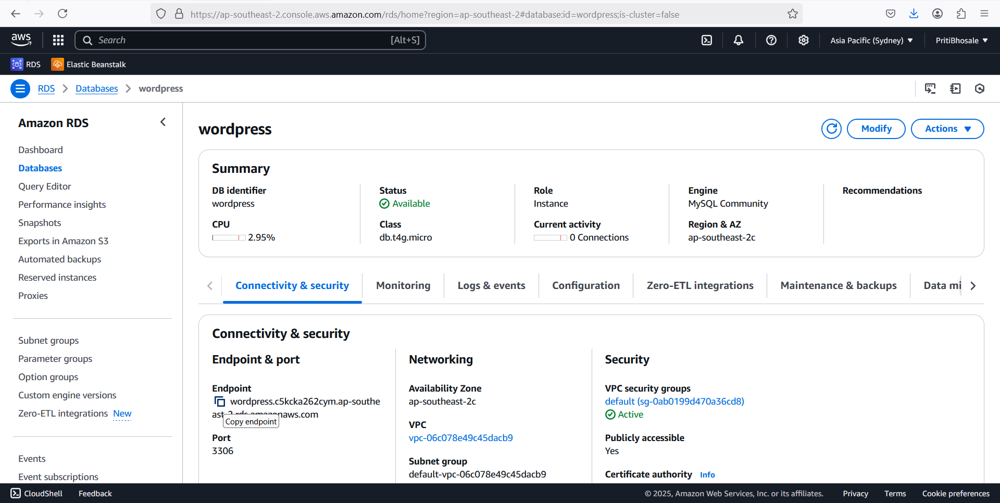 https://ap-southeast-2.console.aws.amazon.com/rds/home?region=ap-southeast-2#database:id=wordpress;is-cluster=false
aws
Search
[Alt+S]
Asia Pacific (Sydney)
PritiBhosale
RDS
Elastic Beanstalk
RDS
Databases
wordpress
Amazon RDS
Dashboard
Databases
Query Editor
Performance insights
Snapshots
Exports in Amazon S3
Automated backups
Reserved instances
Proxies
Subnet groups
Parameter groups
Option groups
Custom engine versions
Zero-ETL integrations New
Events
Event subscriptions
wordpress
Modify
Actions
Summary
DB identifier
wordpress
CPU
2.95%
Status
Available
Class
db.t4g.micro
Role
Instance
Current activity
0 Connections
Engine
MySQL Community
Region & AZ
ap-southeast-2c
Recommendations
Connectivity & security
Monitoring
Logs & events
Configuration
Zero-ETL integrations
Maintenance & backups
Data mi
Connectivity & security
Endpoint & port
Endpoint
wordpress.c5kcka262cym.ap-southe
ast-2.rds.amazonaws.com
Copy endpoint
Port
3306
Networking
Availability Zone
ap-southeast-2c
VPC
vpc-06c078e49c45dacb9
Subnet group
default-vpc-06c078e49c45dacb9
Security
VPC security groups
default (sg-0ab0199d470a36cd8)
Active
Publicly accessible
Yes
Certificate authority Info
CloudShell
Feedback
© 2025, Amazon Web Services, Inc. or its affiliates.
Privacy
Terms
Cookie preferences